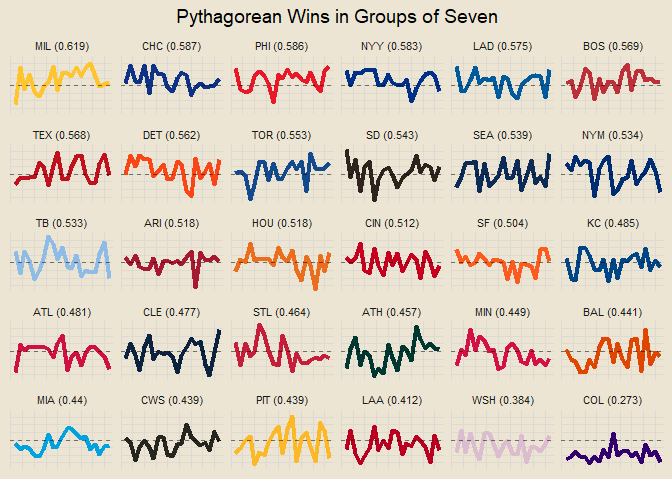 Pythagorean Wins in Groups of Seven
MIL (0.619) CHC (0.587) PHI (0.586) NYY (0.583) LAD (0.575) BOS (0.569)
TEX (0.568) DET (0.562) TOR (0.553) SD (0.543) SEA (0.539) NYM (0.534)
TB (0.533) ARI (0.518) HOU (0.518) CIN (0.512) SF (0.504) KC (0.485)
ATL (0.481) CLE (0.477) STL (0.464) ATH (0.457) MIN (0.449) BAL (0.441)
MIA (0.44) CWS (0.439) PIT (0.439) LAA (0.412) WSH (0.384) COL (0.273)